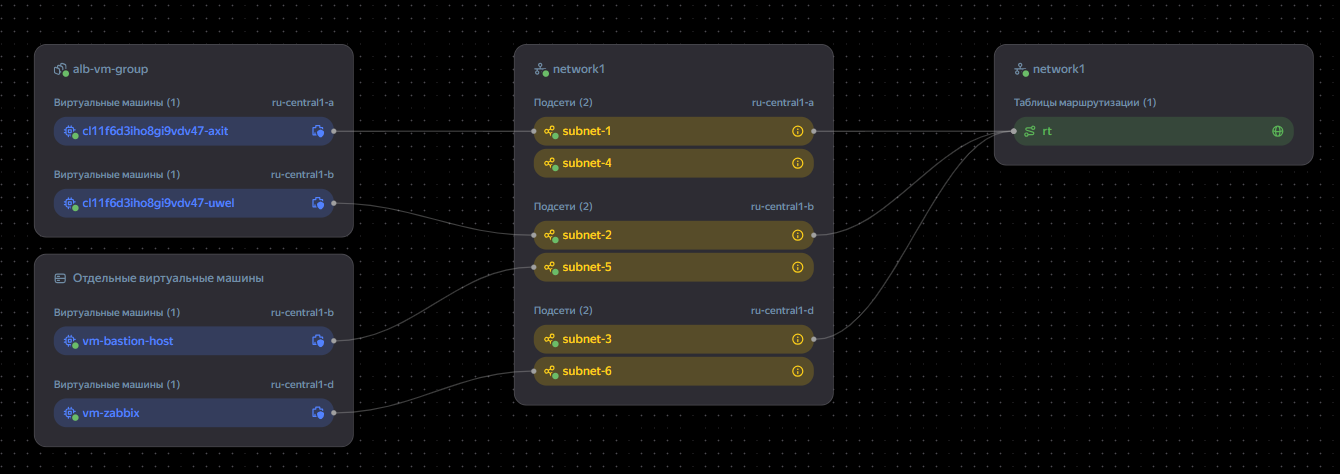 alb-vm-group
Виртуальные машины (1) ru-central1-a
cl11f6d3iho8gi9vdv47-axit
Виртуальные машины (1) ru-central1-b
cl11f6d3iho8gi9vdv47-uwel
Отдельные виртуальные машины
Виртуальные машины (1) ru-central1-b
vm-bastion-host
Виртуальные машины (1) ru-central1-d
vm-zabbix
network1
Подсети (2) ru-central1-a
subnet-1
subnet-4
Подсети (2) ru-central1-b
subnet-2
subnet-5
Подсети (2) ru-central1-d
subnet-3
subnet-6
network1
Таблицы маршрутизации (1)
rt